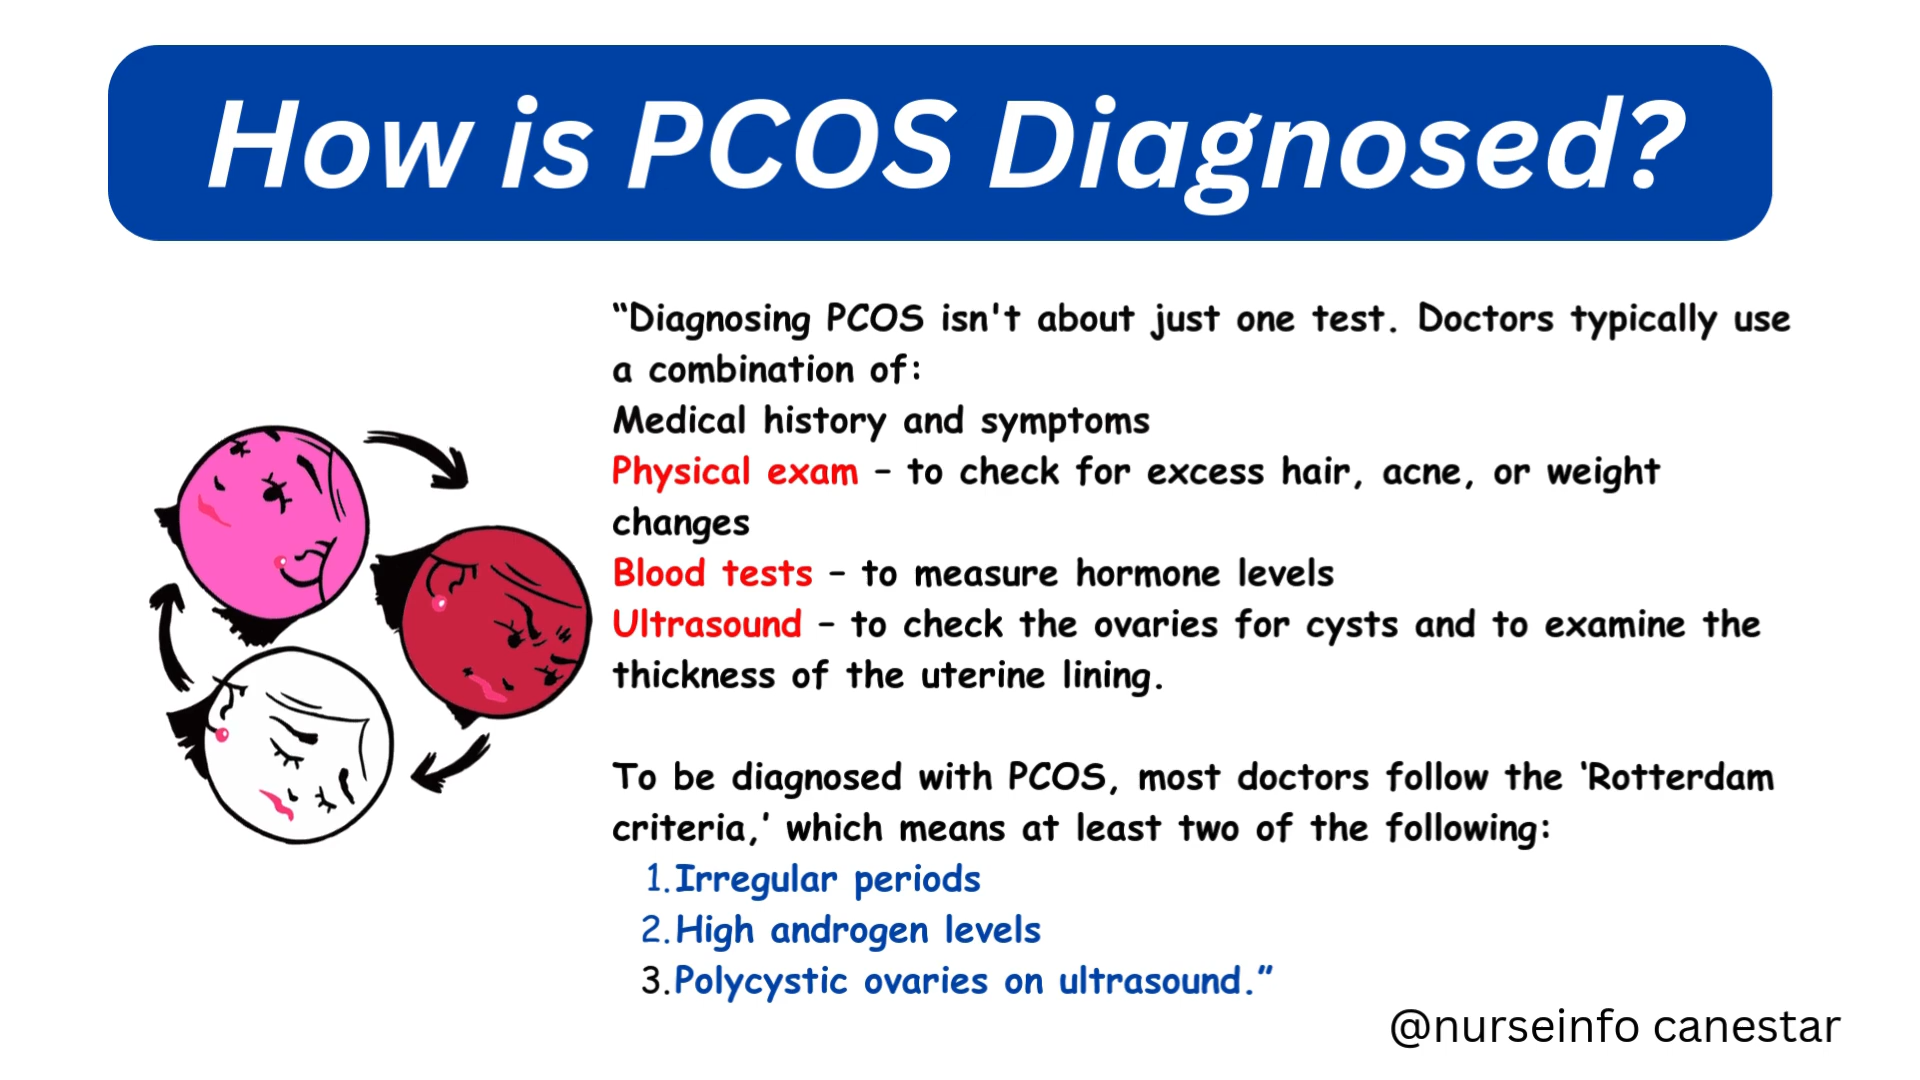 How is PCOS Diagnosed?
“Diagnosing PCOS isn't about just one test. Doctors typically use
a combination of:
Medical history and symptoms
Physical exam – to check for excess hair, acne, or weight
changes
Blood tests – to measure hormone levels
Ultrasound – to check the ovaries for cysts and to examine the
thickness of the uterine lining.
To be diagnosed with PCOS, most doctors follow the ‘Rotterdam
criteria,’ which means at least two of the following:
1. Irregular periods
2. High androgen levels
3. Polycystic ovaries on ultrasound.”
@nurseinfo canestar